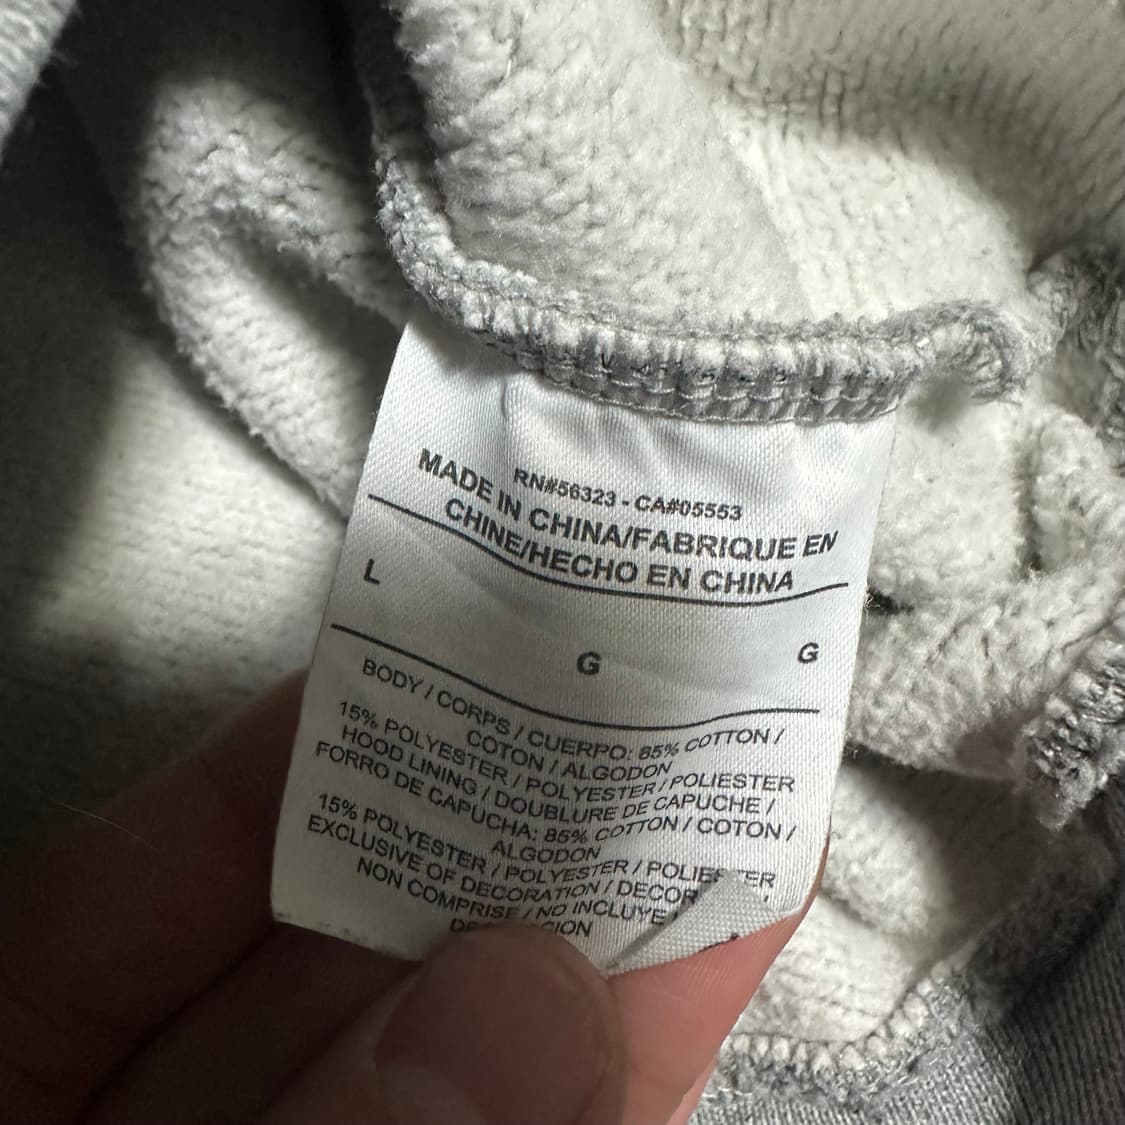 RN#56323 - CA#05553
MADE IN CHINA/FABRIQUE EN
CHINE/HECHO EN CHINA
L G G
BODY / CORPS / CUERPO: 85% COTTON /
COTON / ALGODON
15% POLYESTER / POLYESTER / POLIESTER
HOOD LINING / DOUBLURE DE CAPUCHE /
FORRO DE CAPUCHA: 85% COTTON / COTON /
ALGODON
15% POLYESTER / POLYESTER / POLIESTER
EXCLUSIVE OF DECORATION /
NON COMPRISE / NO INCLUYE